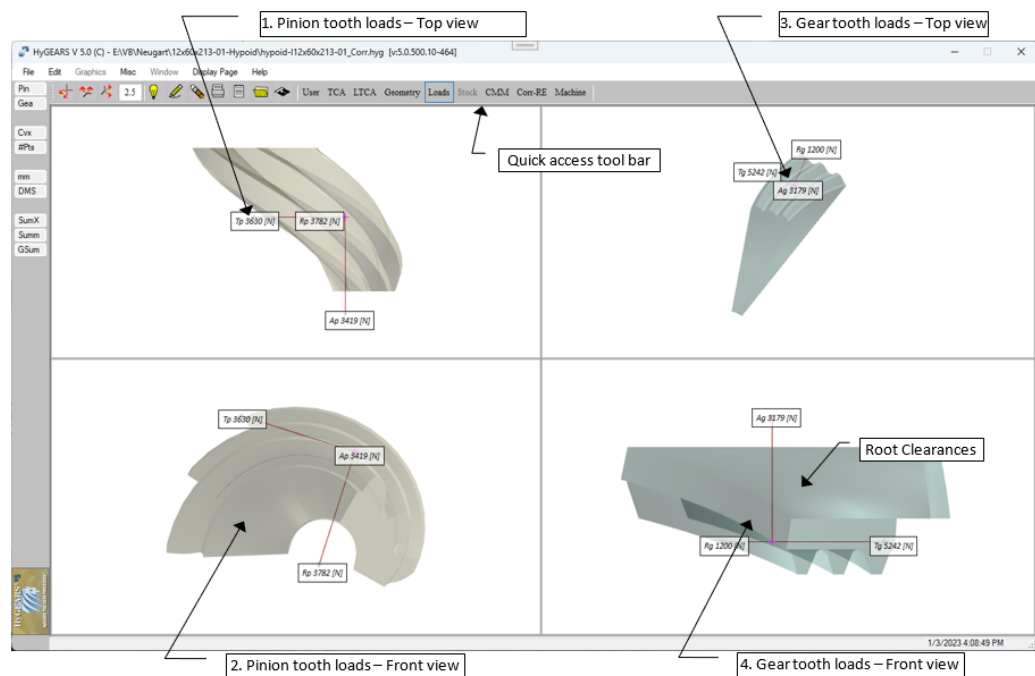 1. Pinion tooth loads – Top view
3. Gear tooth loads – Top view
HyGEARS V 5.0 (C) - E:\VB\Neugart\12x60x213-01-Hypoid\hypoid-I12x60x213-01_Corr.hyg [v:5.0.500.10-464]
File Edit Graphics Misc Window Display Page Help
Pin
Gea
2.5
User TCA LTCA Geometry Loads Stock CMM Corr-RE Machine
Cvx
#Pts
mm
DMS
SumX
Summ
GSum
Quick access tool bar
Tp 3630 [N]
Rp 3782 [N]
Ap 3419 [N]
Rg 1200 [N]
Tg 5242 [N]
Ag 3179 [N]
Tp 3630 [N]
Ap 3419 [N]
Rp 3782 [N]
Ag 3179 [N]
Root Clearances
Rg 1200 [N]
Tg 5242 [N]
HyGEARS
1/3/2023 4:08:49 PM
2. Pinion tooth loads – Front view
4. Gear tooth loads – Front view